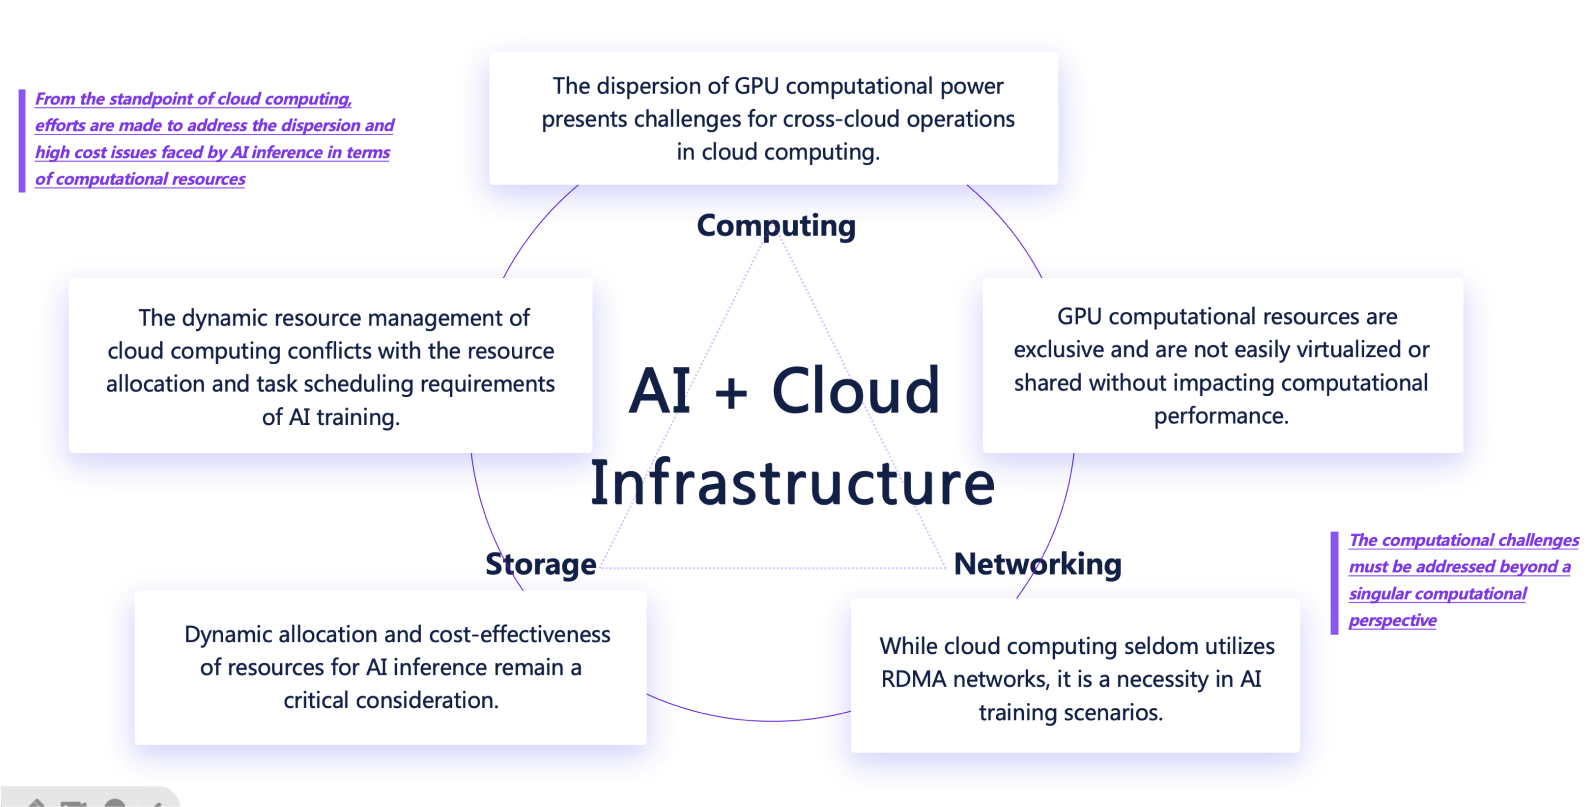 The dispersion of GPU computational power
presents challenges for cross-cloud operations
in cloud computing.
From the standpoint of cloud computing,
efforts are made to address the dispersion and
high cost issues faced by AI inference in terms
of computational resources
Computing
The dynamic resource management of
cloud computing conflicts with the resource
allocation and task scheduling requirements
of AI training.
GPU computational resources are
exclusive and are not easily virtualized or
shared without impacting computational
performance.
AI + Cloud
Infrastructure
Storage
Networking
The computational challenges
must be addressed beyond a
singular computational
perspective
Dynamic allocation and cost-effectiveness
of resources for AI inference remain a
critical consideration.
While cloud computing seldom utilizes
RDMA networks, it is a necessity in AI
training scenarios.